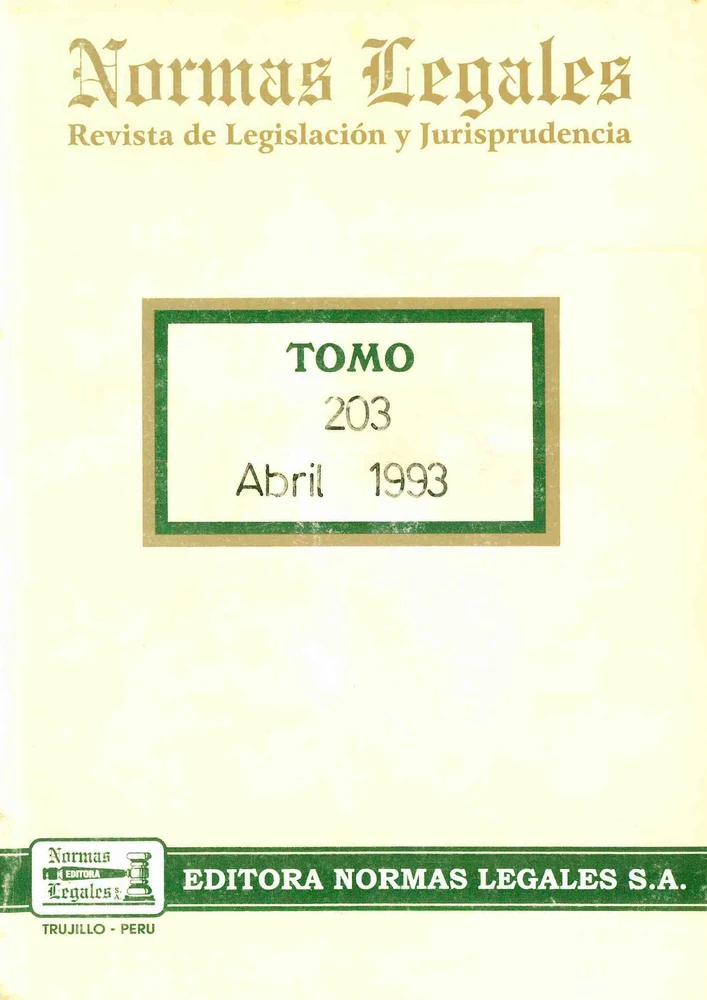 Normas Legales
Revista de Legislación y Jurisprudencia
TOMO
203
Abril 1993
Normas
EDITORA
Legales S.A.
EDITORA NORMAS LEGALES S.A.
TRUJILLO - PERU